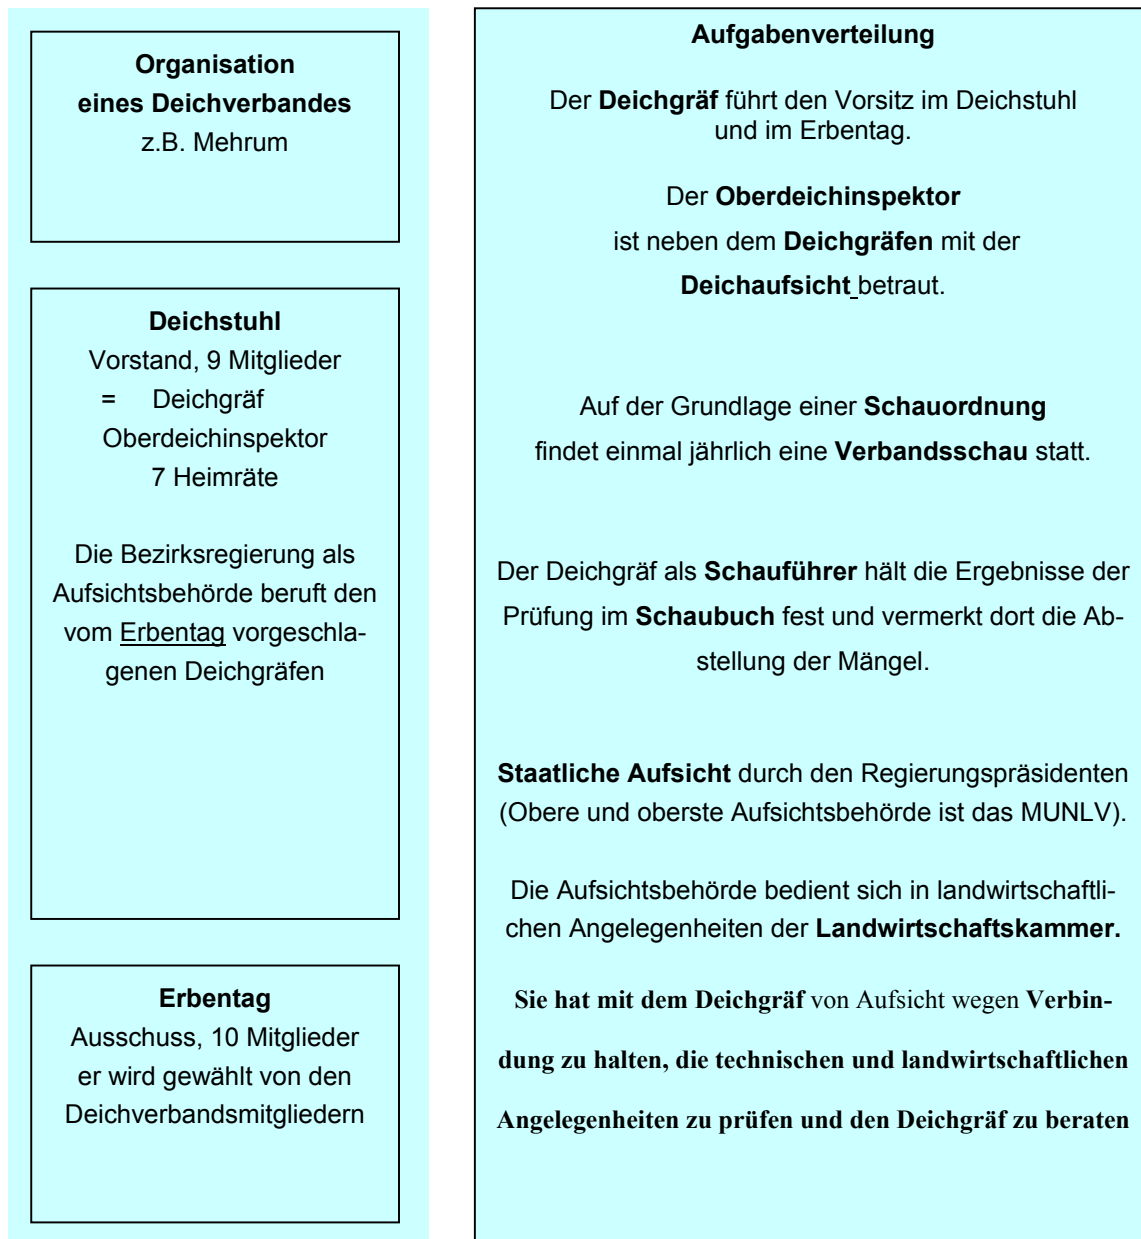 Organisation
eines Deichverbandes
z.B. Mehrum
Deichstuhl
Vorstand, 9 Mitglieder
= Deichgräf
Oberdeichinspektor
7 Heimräte
Die Bezirksregierung als
Aufsichtsbehörde beruft den
vom Erbentag vorgeschla-
genen Deichgräfen
Erbentag
Ausschuss, 10 Mitglieder
er wird gewählt von den
Deichverbandsmitgliedern
Aufgabenverteilung
Der Deichgräf führt den Vorsitz im Deichstuhl
und im Erbentag.
Der Oberdeichinspektor
ist neben dem Deichgräfen mit der
Deichaufsicht betraut.
Auf der Grundlage einer Schauordnung
findet einmal jährlich eine Verbandsschau statt.
Der Deichgräf als Schauführer hält die Ergebnisse der
Prüfung im Schaubuch fest und vermerkt dort die Ab-
stellung der Mängel.
Staatliche Aufsicht durch den Regierungspräsidenten
(Obere und oberste Aufsichtsbehörde ist das MUNLV).
Die Aufsichtsbehörde bedient sich in landwirtschaftli-
chen Angelegenheiten der Landwirtschaftskammer.
Sie hat mit dem Deichgräf von Aufsicht wegen Verbin-
dung zu halten, die technischen und landwirtschaftlichen
Angelegenheiten zu prüfen und den Deichgräf zu beraten